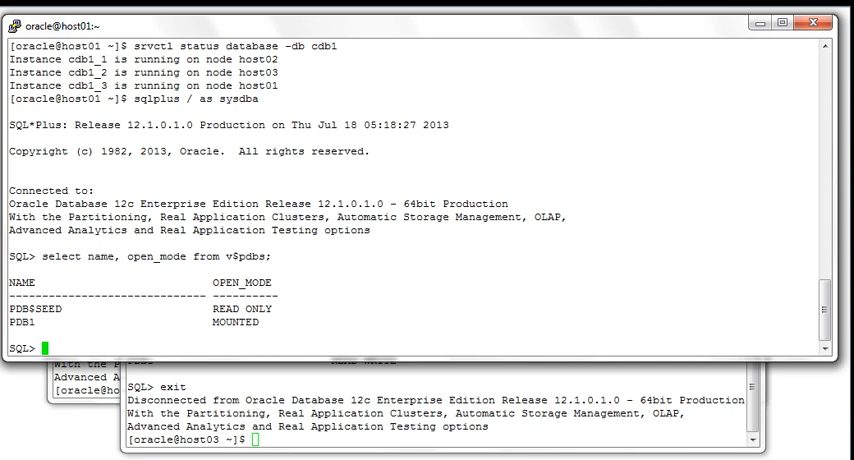 oracle@host01:~
[oracle@host01 ~]$ srvctl status database -db cdb1
Instance cdb1_1 is running on node host02
Instance cdb1_2 is running on node host03
Instance cdb1_3 is running on node host01
[oracle@host01 ~]$ sqlplus / as sysdba
SQL*Plus: Release 12.1.0.1.0 Production on Thu Jul 18 05:18:27 2013
Copyright (c) 1982, 2013, Oracle.  All rights reserved.
Connected to:
Oracle Database 12c Enterprise Edition Release 12.1.0.1.0 - 64bit Production
With the Partitioning, Real Application Clusters, Automatic Storage Management, OLAP,
Advanced Analytics and Real Application Testing options
SQL> select name, open_mode from v$pdbs;
NAME                           OPEN_MODE
------------------------------ ----------
PDB$SEED                       READ ONLY
PDB1                           MOUNTED
SQL>
With the P
Advanced A
[oracle@ho
SQL> exit
Disconnected from Oracle Database 12c Enterprise Edition Release 12.1.0.1.0 - 64bit Production
With the Partitioning, Real Application Clusters, Automatic Storage Management, OLAP,
Advanced Analytics and Real Application Testing options
[oracle@host03 ~]$